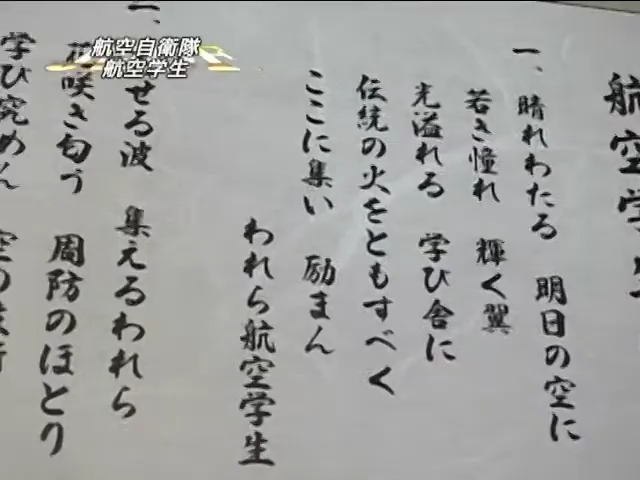 航空自衛隊
航空学生
航空学生
一、晴れわたる 明日の空に
若き憧れ 輝く翼
光溢れる 学び舎に
伝統の火をともすべく
ここに集い 励まん
われら航空学生
せる波 集えるわれら
花咲き匂う 周防のほとり
学び究めん 空の